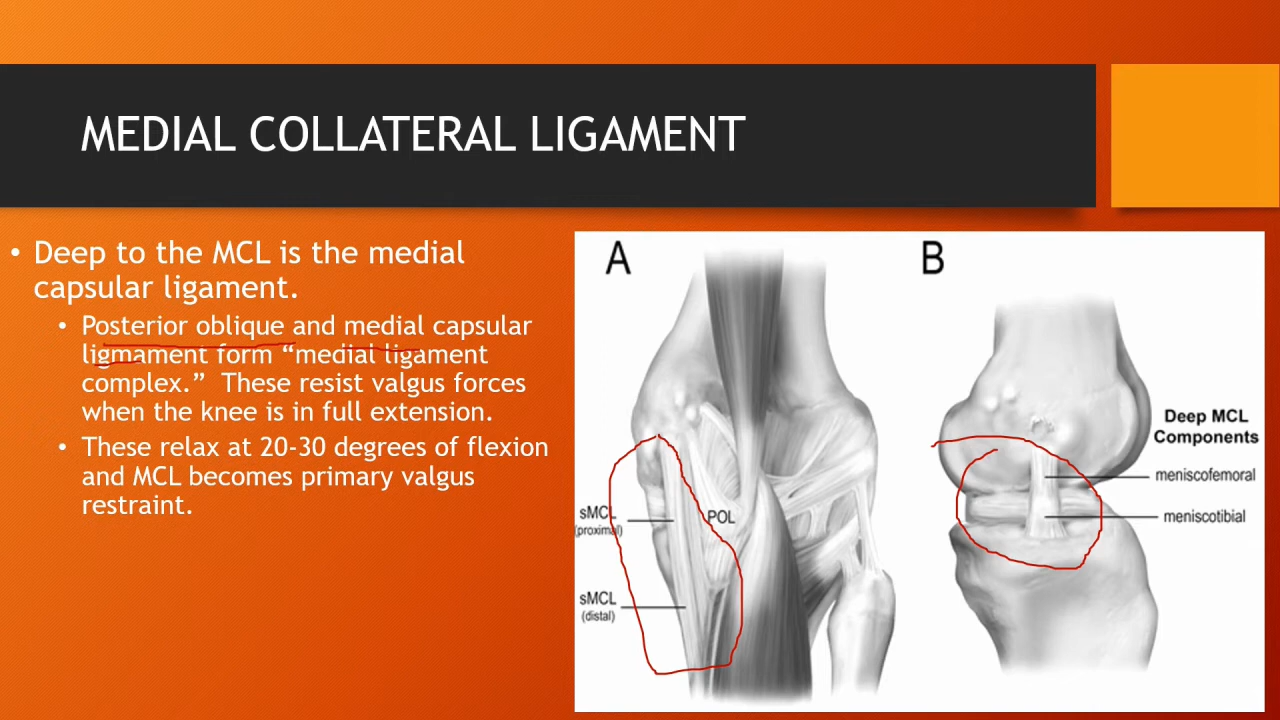 MEDIAL COLLATERAL LIGAMENT
• Deep to the MCL is the medial
capsular ligament.
• Posterior oblique and medial capsular
ligmament form “medial ligament
complex.” These resist valgus forces
when the knee is in full extension.
• These relax at 20-30 degrees of flexion
and MCL becomes primary valgus
restraint.
A
sMCL
(proximal)
POL
sMCL
(distal)
B
Deep MCL
Components
meniscofemoral
meniscotibial